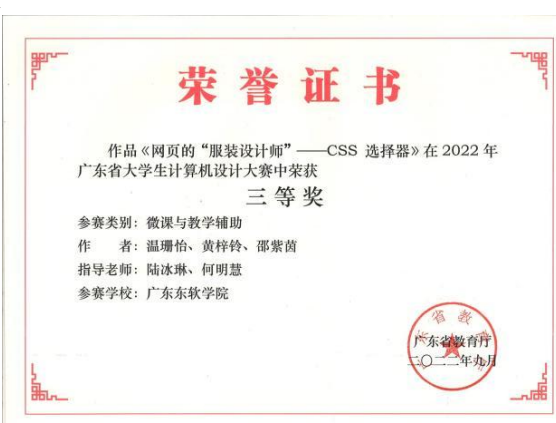 荣誉证书
作品《网页的“服装设计师”——CSS 选择器》在 2022 年
广东省大学生计算机设计大赛中荣获
三等奖
参赛类别：微课与教学辅助
作　　者：温珊怡、黄梓铃、邵紫茵
指导老师：陆冰琳、何明慧
参赛学校：广东东软学院
广东省教育厅
二〇二二年九月